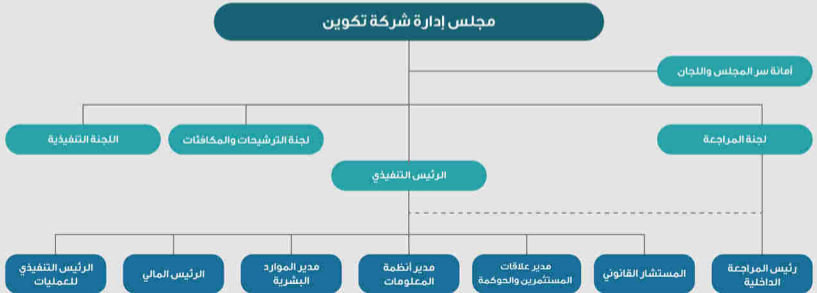 مجلس إدارة شركة تكوين
أمانة سر المجلس واللجان
لجنة المراجعة
لجنة الترشيحات والمكافئات
اللجنة التنفيذية
الرئيس التنفيذي
رئيس المراجعة
الداخلية
المستشار القانوني
مدير علاقات
المستثمرين والحوكمة
مدير أنظمة
المعلومات
مدير الموارد
البشرية
الرئيس المالي
الرئيس التنفيذي
للعمليات